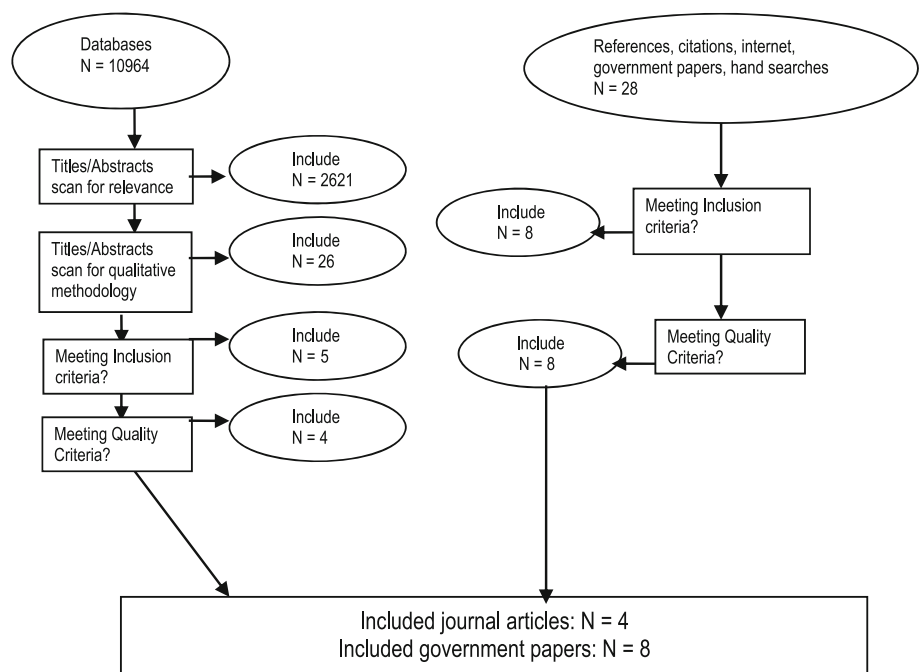 Databases
N = 10964
Titles/Abstracts
scan for relevance
Include
N = 2621
Titles/Abstracts
scan for qualitative
methodology
Include
N = 26
Meeting Inclusion
criteria?
Include
N = 5
Meeting Quality
Criteria?
Include
N = 4
References, citations, internet,
government papers, hand searches
N = 28
Meeting Inclusion
criteria?
Include
N = 8
Meeting Quality
Criteria?
Include
N = 8
Included journal articles: N = 4
Included government papers: N = 8